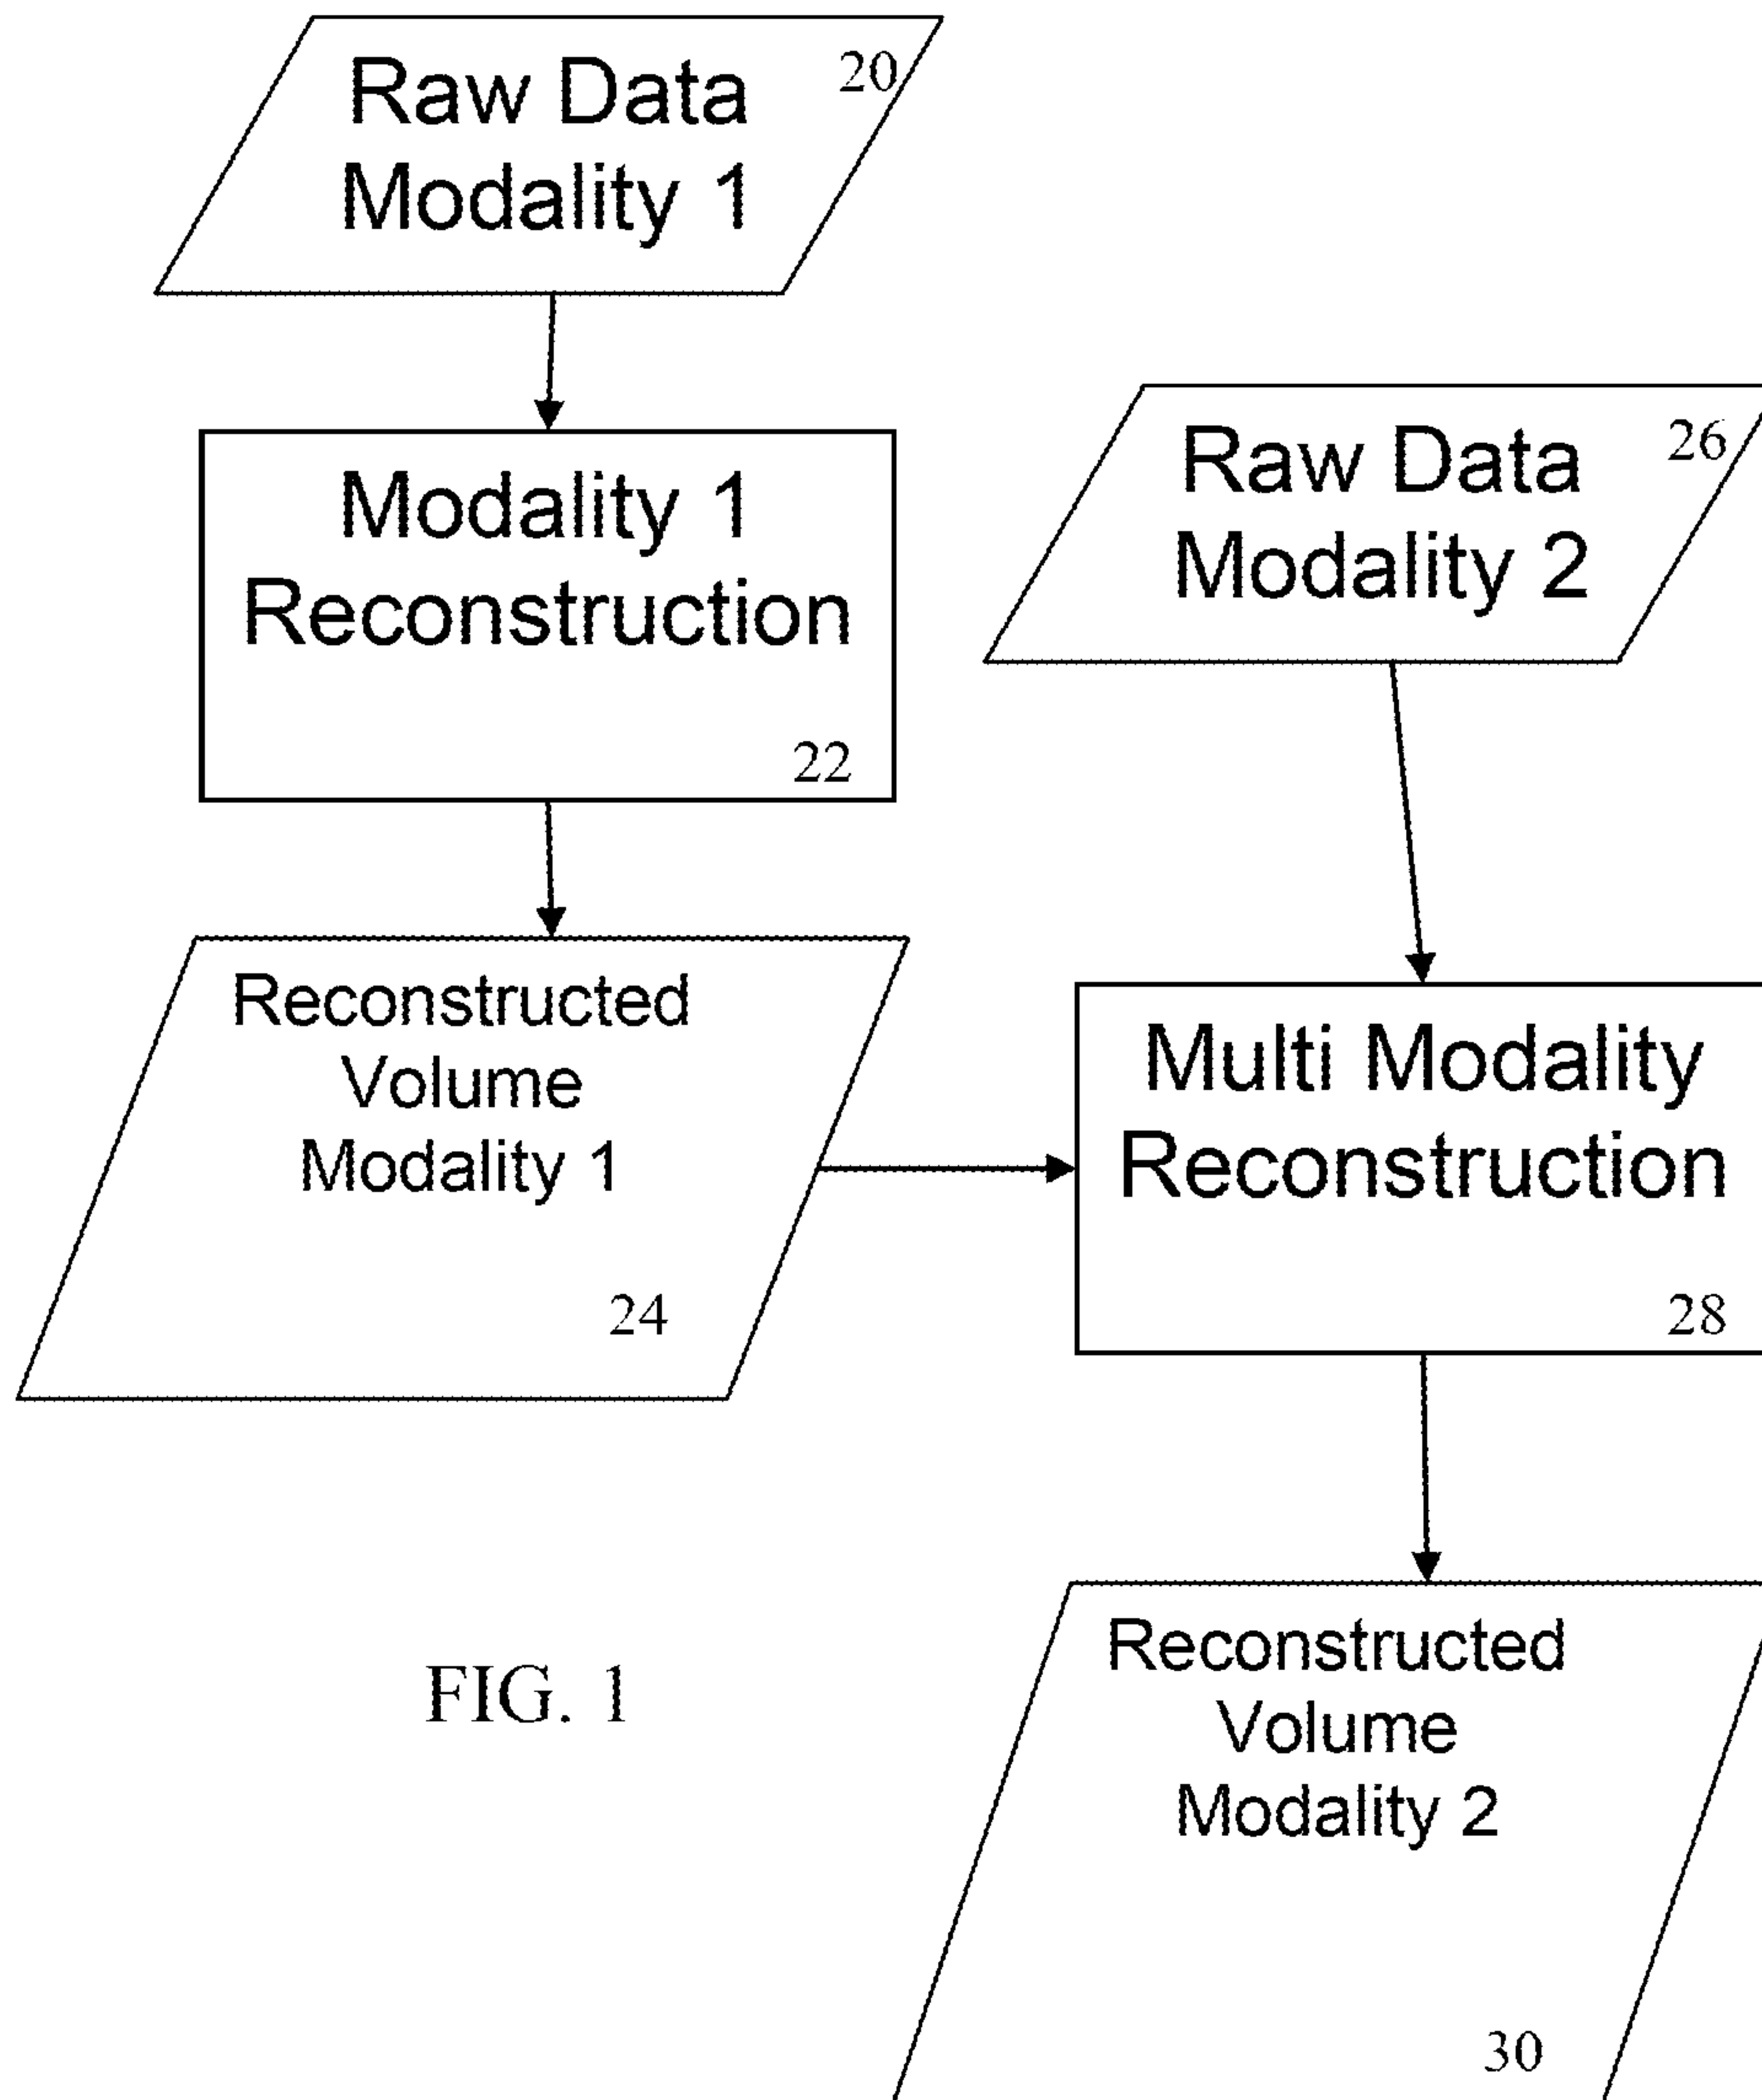 Raw Data 20
Modality 1
Modality 1
Reconstruction
22
Raw Data 26
Modality 2
Reconstructed
Volume
Modality 1
24
Multi Modality
Reconstruction
28
Reconstructed
Volume
Modality 2
30
FIG. 1